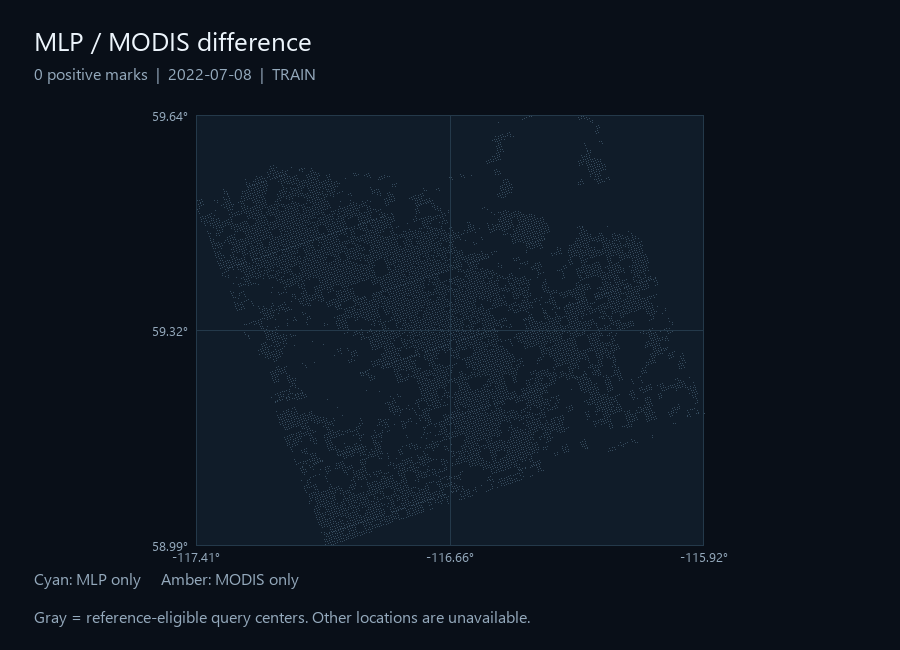 MLP / MODIS difference
0 positive marks | 2022-07-08 | TRAIN
59.64°
59.32°
58.99°
-117.41° -116.66° -115.92°
Cyan: MLP only Amber: MODIS only
Gray = reference-eligible query centers. Other locations are unavailable.